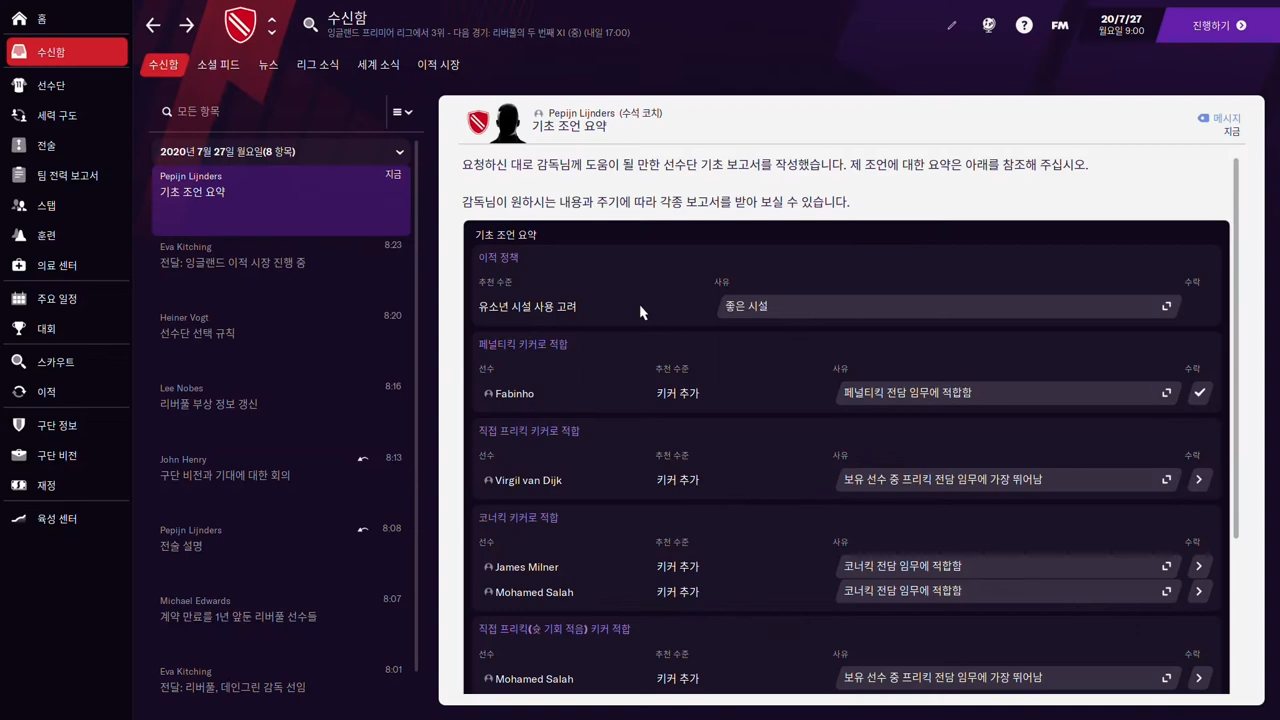 홈
수신함
선수단
세력 구도
전술
팀 전력 보고서
스탭
훈련
의료 센터
주요 일정
대회
스카우트
이적
구단 정보
구단 비전
재정
육성 센터
수신함
잉글랜드 프리미어 리그에서 3위 - 다음 경기: 리버풀의 두 번째 XI (중) (내일 17:00)
FM
20/7/27
월요일 9:00
진행하기
수신함 소셜 피드 뉴스 리그 소식 세계 소식 이적 시장
모든 항목
2020년 7월 27일 월요일(8 항목)
Pepijn Lijnders 지금
기초 조언 요약
Eva Kitching 8:23
전달: 잉글랜드 이적 시장 진행 중
Heiner Vogt 8:20
선수단 선택 규칙
Lee Nobes 8:16
리버풀 부상 정보 갱신
John Henry 8:13
구단 비전과 기대에 대한 회의
Pepijn Lijnders 8:08
전술 설명
Michael Edwards 8:07
계약 만료를 1년 앞둔 리버풀 선수들
Eva Kitching 8:01
전달: 리버풀, 데인그린 감독 선임
Pepijn Lijnders (수석 코치)
기초 조언 요약
메시지
지금
요청하신 대로 감독님께 도움이 될 만한 선수단 기초 보고서를 작성했습니다. 제 조언에 대한 요약은 아래를 참조해 주십시오.
감독님이 원하시는 내용과 주기에 따라 각종 보고서를 받아 보실 수 있습니다.
기초 조언 요약
이적 정책
추천 수준 사유 수락
유소년 시설 사용 고려 좋은 시설
페널티킥 키커로 적합
선수 추천 수준 사유 수락
Fabinho 키커 추가 페널티킥 전담 임무에 적합함
직접 프리킥 키커로 적합
선수 추천 수준 사유 수락
Virgil van Dijk 키커 추가 보유 선수 중 프리킥 전담 임무에 가장 뛰어남
코너킥 키커로 적합
선수 추천 수준 사유 수락
James Milner 키커 추가 코너킥 전담 임무에 적합함
Mohamed Salah 키커 추가 코너킥 전담 임무에 적합함
직접 프리킥(슛 기회 적음) 키커 적합
선수 추천 수준 사유 수락
Mohamed Salah 키커 추가 보유 선수 중 프리킥 전담 임무에 가장 뛰어남